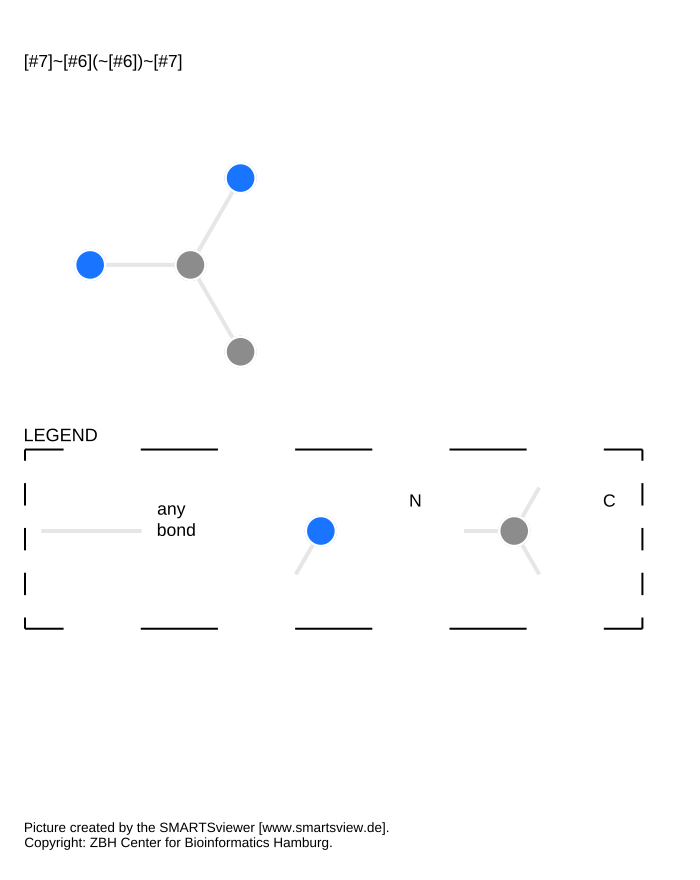 [#7]~[#6](~[#6])~[#7]
LEGEND
any
bond
N
C
Picture created by the SMARTSviewer [www.smartsview.de].
Copyright: ZBH Center for Bioinformatics Hamburg.